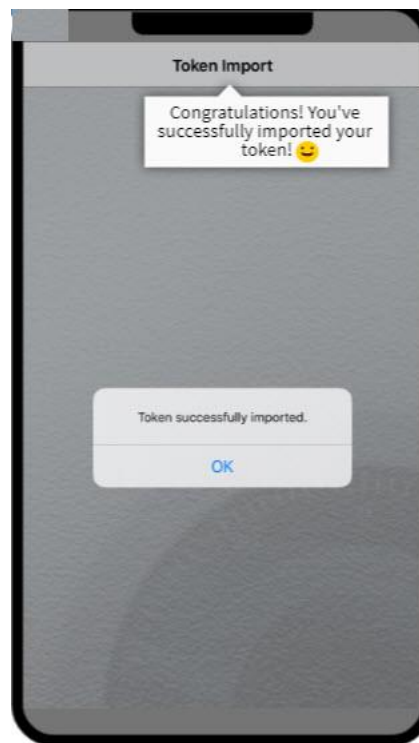 Token Import
Congratulations! You've
successfully imported your
token!
Token successfully imported.
OK